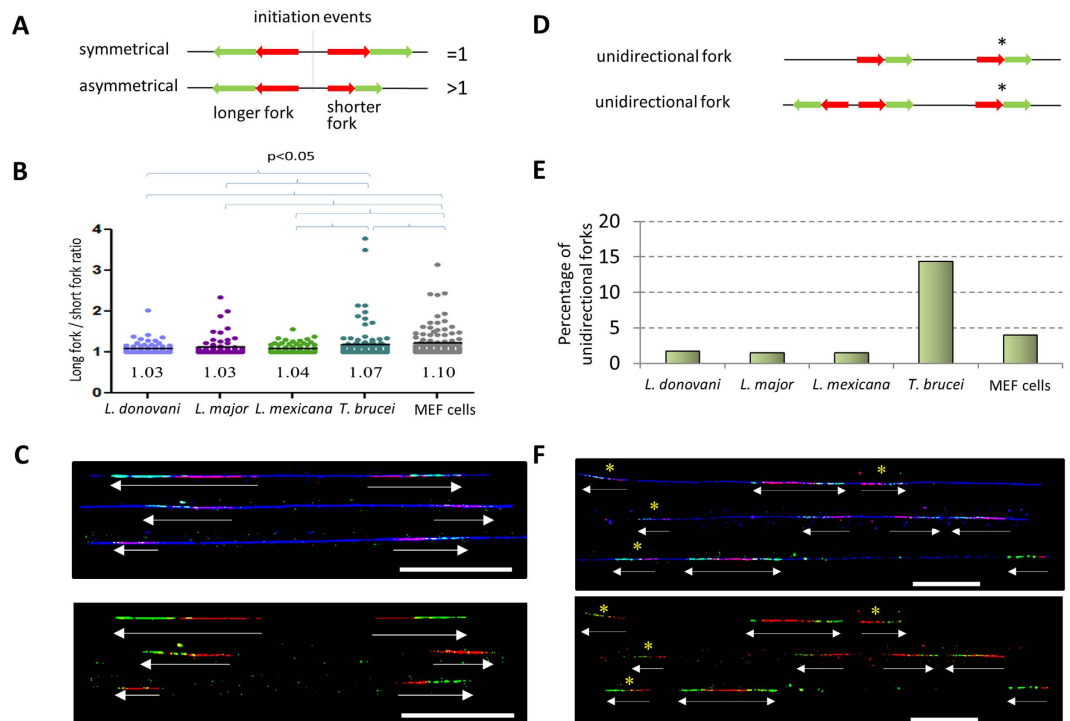 A
initiation events
symmetrical
=1
asymmetrical
>1
longer fork
shorter
fork
B
p<0.05
Long fork / short fork ratio
4
3
2
1
0
1.03
1.03
1.04
1.07
1.10
L. donovani
L. major
L. mexicana
T. brucei
MEF cells
C
D
*
unidirectional fork
*
unidirectional fork
E
Percentage of
unidirectional forks
20
15
10
5
0
L. donovani
L. major
L. mexicana
T. brucei
MEF cells
F
*
*
*
*
*
*
*
*